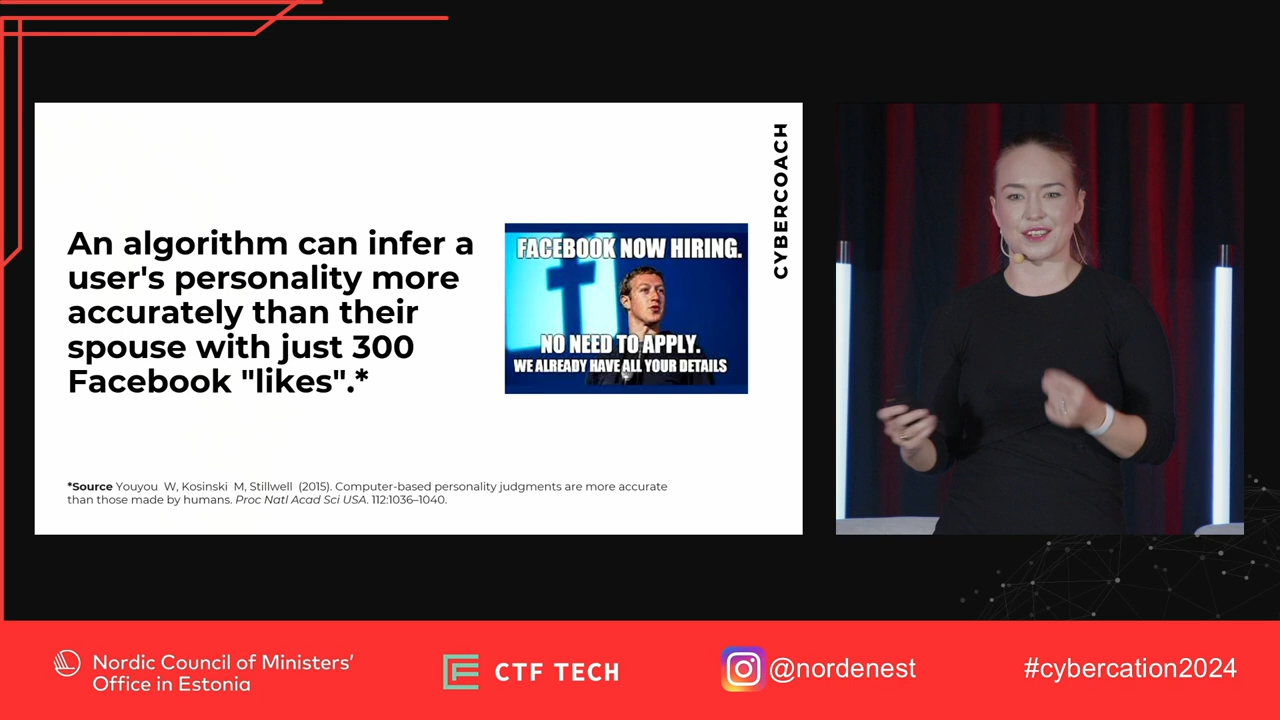 An algorithm can infer a
user's personality more
accurately than their
spouse with just 300
Facebook "likes".*
FACEBOOK NOW HIRING.
NO NEED TO APPLY.
WE ALREADY HAVE ALL YOUR DETAILS
CYBERCOACH
*Source Youyou W, Kosinski M, Stillwell (2015). Computer-based personality judgments are more accurate
than those made by humans. Proc Natl Acad Sci USA. 112:1036–1040.
Nordic Council of Ministers'
Office in Estonia
CTF TECH
@nordenest
#cybercation2024